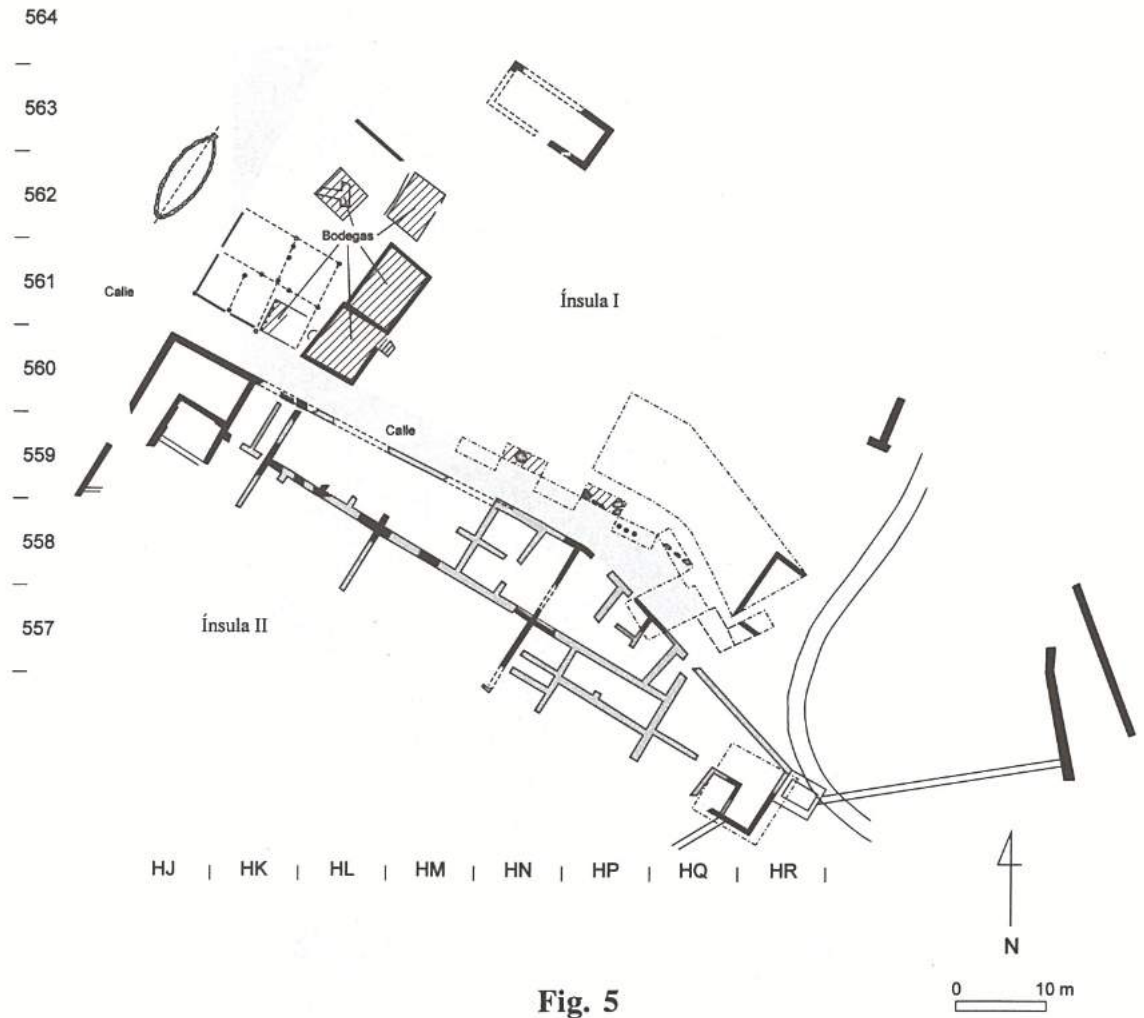 564
563
562
Bodegas
561
Calle
Ínsula I
560
Calle
559
558
Ínsula II
557
HJ | HK | HL | HM | HN | HP | HQ | HR |
N
0 10 m
Fig. 5